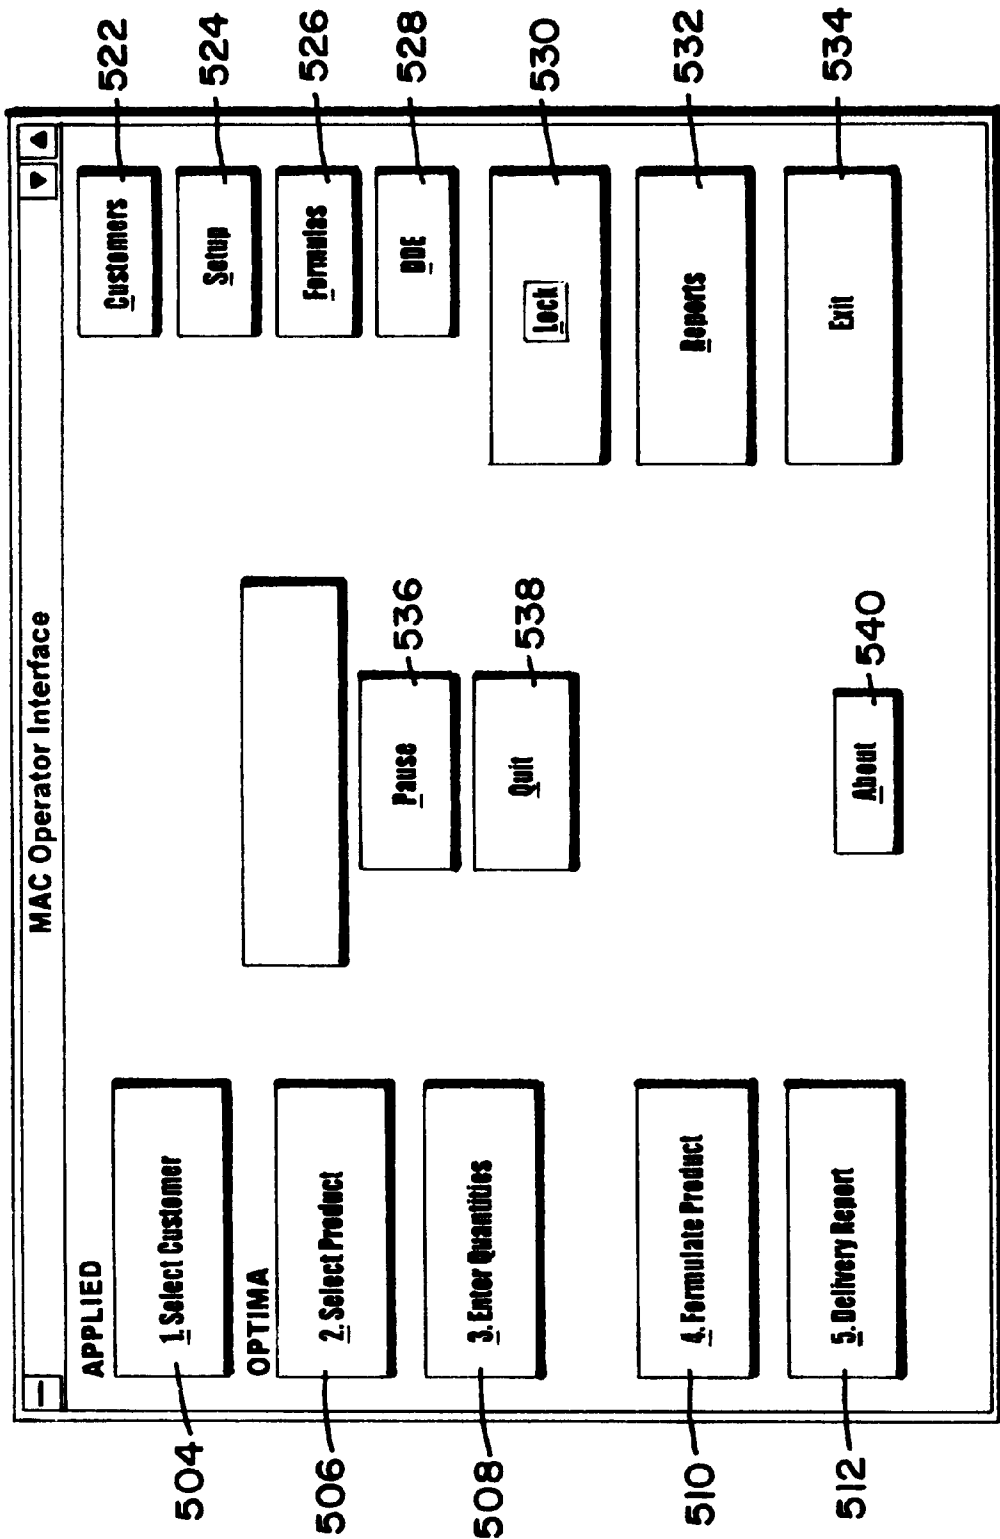 MAC Operator Interface
APPLIED
1. Select Customer
OPTIMA
2. Select Product
3. Enter Quantities
4. Formulate Product
5. Delivery Report
504
506
508
510
512
Pause
Quit
About
536
538
540
Customers
Setup
Formulas
DDE
Lock
Reports
Exit
522
524
526
528
530
532
534